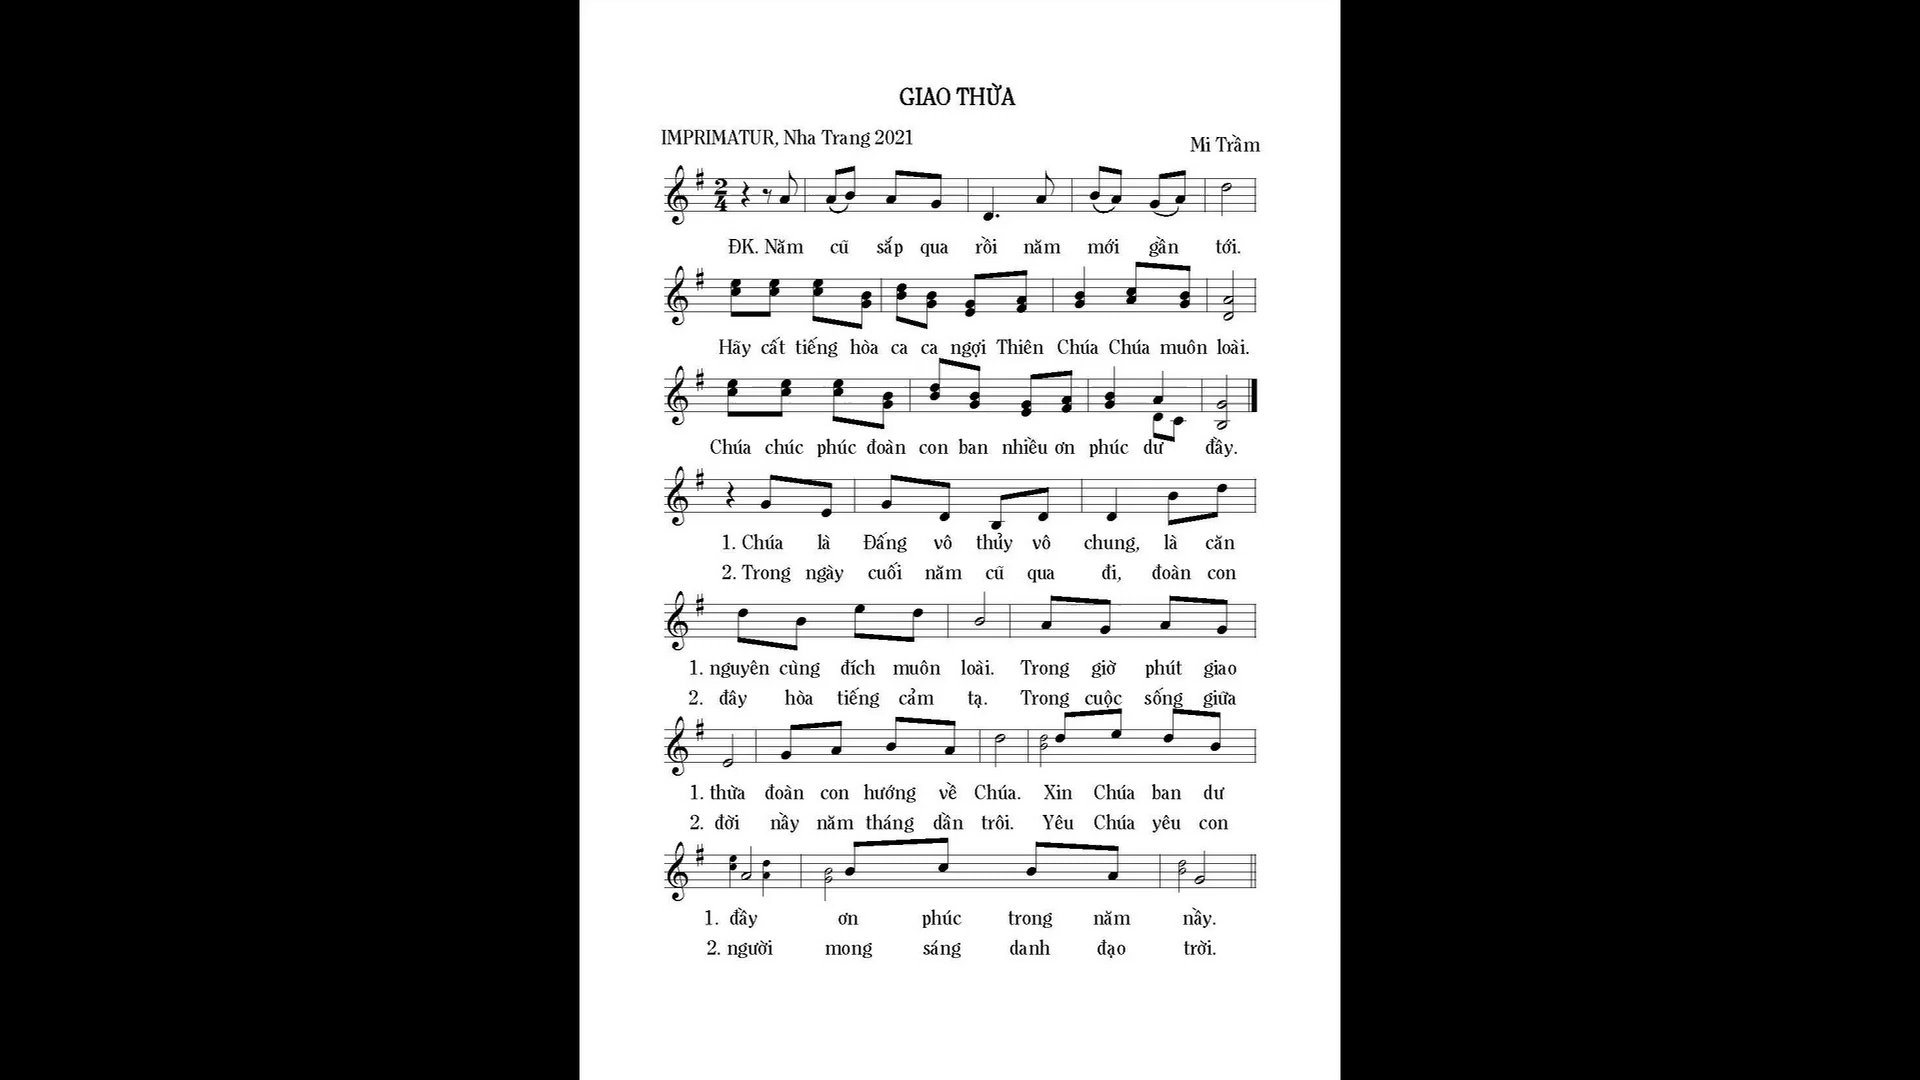 GIAO THỪA
IMPRIMATUR, Nha Trang 2021
Mi Trầm
2
4
ĐK. Năm cũ sắp qua rồi năm mới gần tới.
Hãy cất tiếng hòa ca ca ngợi Thiên Chúa Chúa muôn loài.
Chúa chúc phúc đoàn con ban nhiều ơn phúc dư đầy.
1. Chúa là Đấng vô thủy vô chung, là căn
2. Trong ngày cuối năm cũ qua đi, đoàn con
1. nguyên cùng đích muôn loài. Trong giờ phút giao
2. đây hòa tiếng cảm tạ. Trong cuộc sống giữa
1. thừa đoàn con hướng về Chúa. Xin Chúa ban dư
2. đời nầy năm tháng dần trôi. Yêu Chúa yêu con
1. đầy ơn phúc trong năm nầy.
2. người mong sáng danh đạo trời.